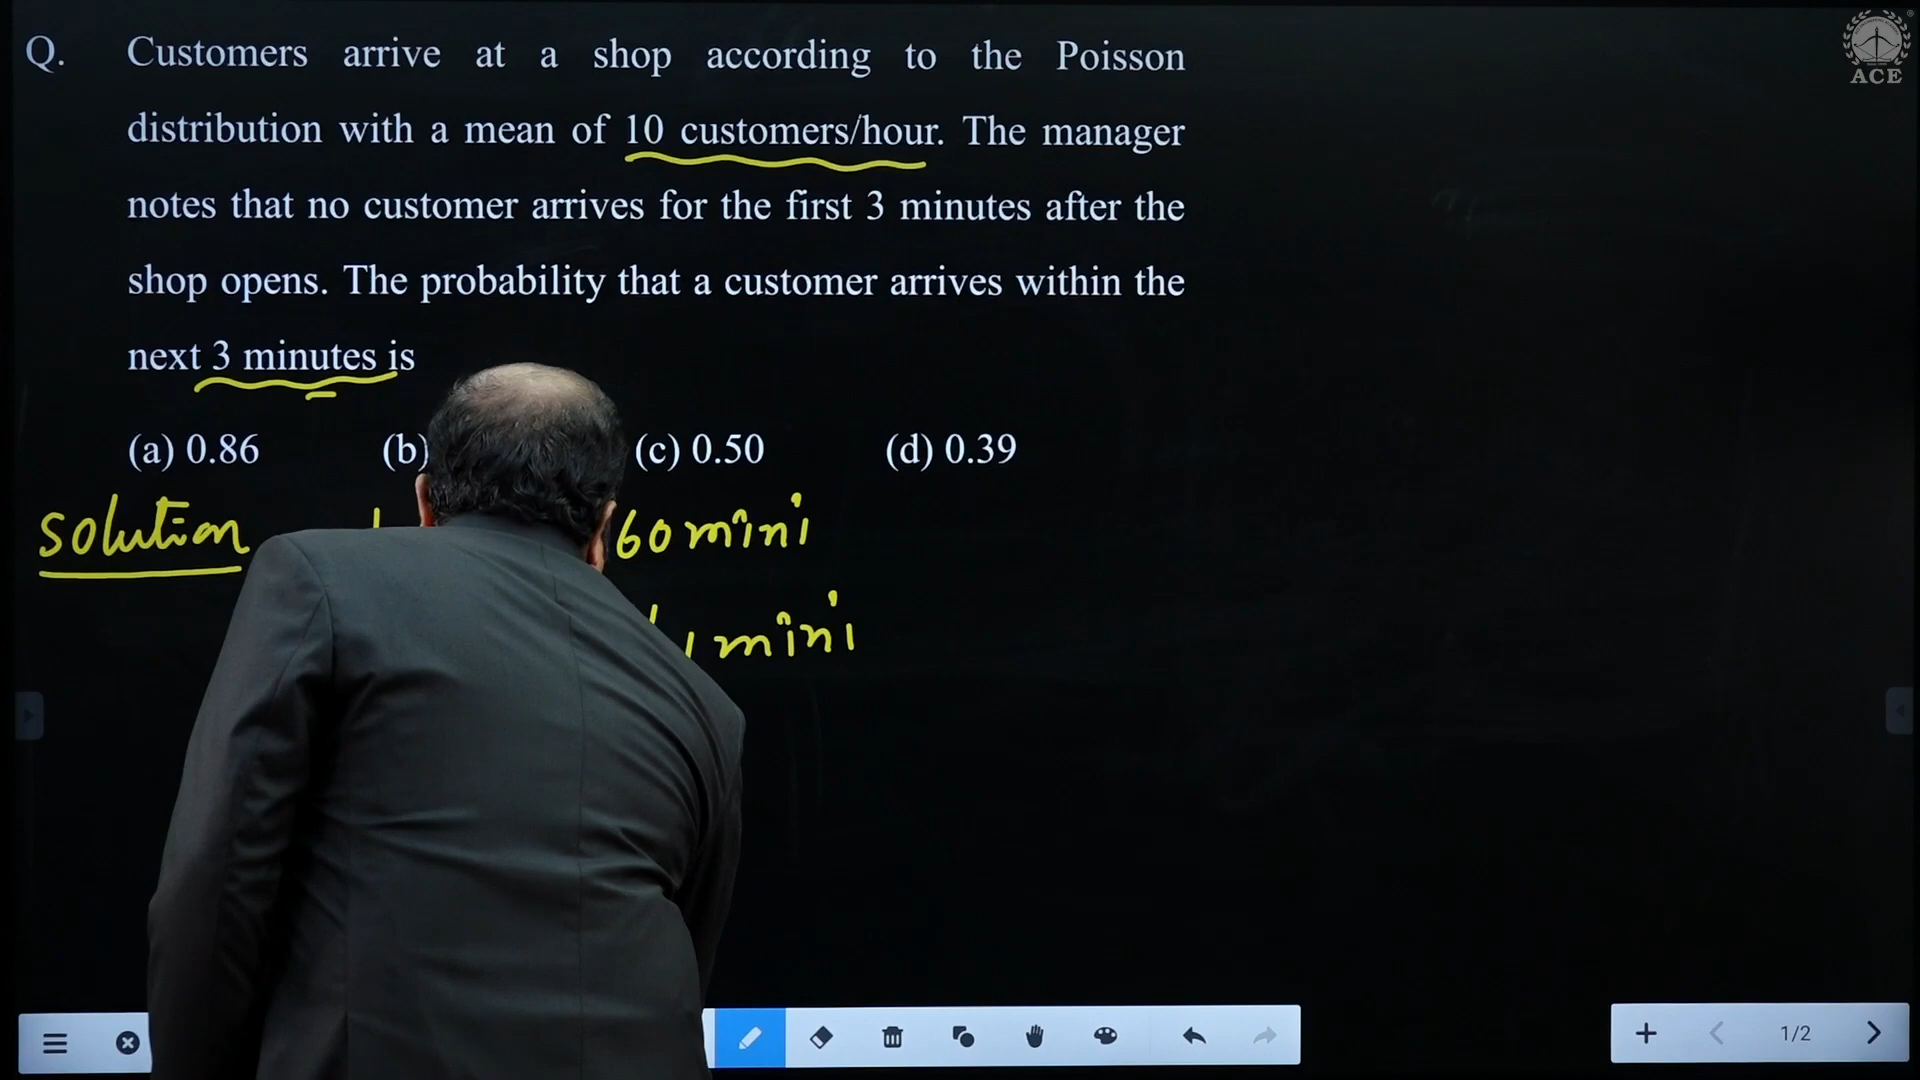 Q. Customers arrive at a shop according to the Poisson
distribution with a mean of 10 customers/hour. The manager
notes that no customer arrives for the first 3 minutes after the
shop opens. The probability that a customer arrives within the
next 3 minutes is
(a) 0.86 (b) (c) 0.50 (d) 0.39
Solution 60 mini
1 mini
ACE
1/2